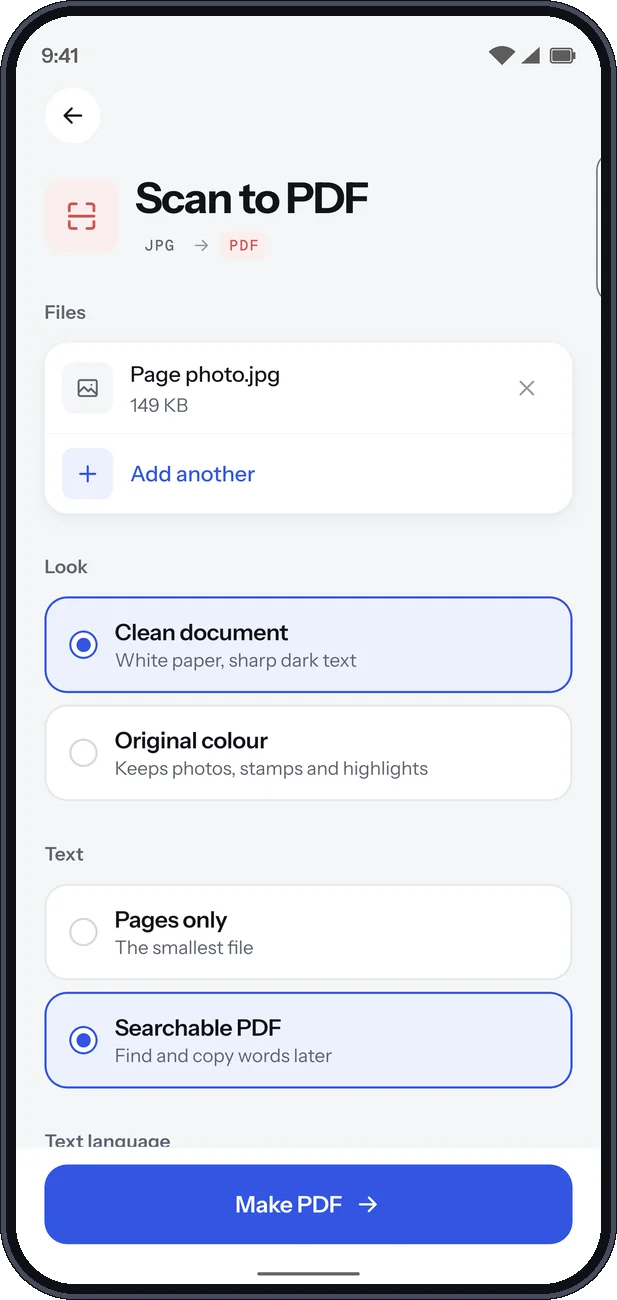 9:41
Scan to PDF
JPG → PDF
Files
Page photo.jpg
149 KB
Add another
Look
Clean document
White paper, sharp dark text
Original colour
Keeps photos, stamps and highlights
Text
Pages only
The smallest file
Searchable PDF
Find and copy words later
Text language
Make PDF →